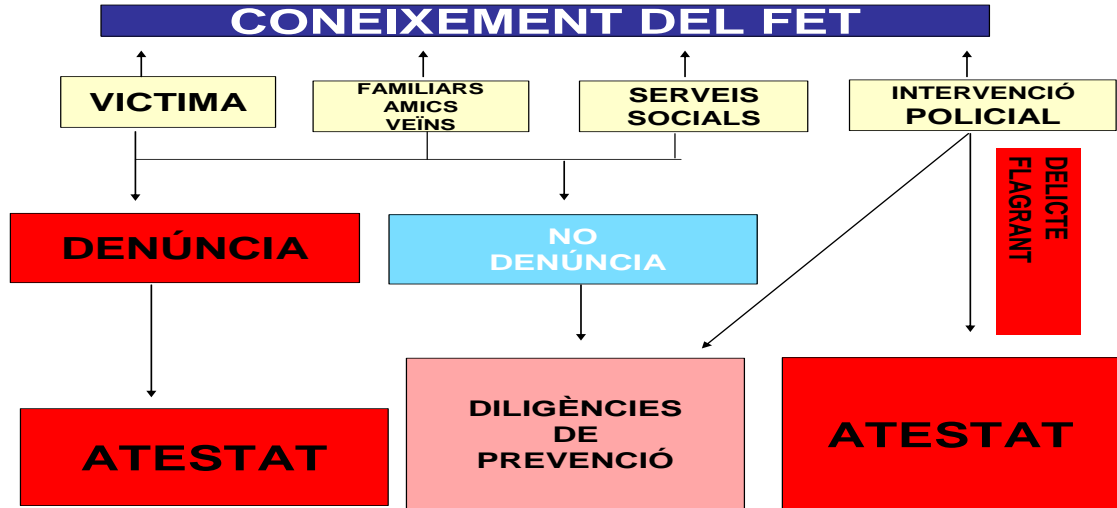 CONEIXEMENT DEL FET
VICTIMA
FAMILIARS
AMICS
VEÏNS
SERVEIS
SOCIALS
INTERVENCIÓ
POLICIAL
DELICTE
FLAGRANT
DENÚNCIA
NO
DENÚNCIA
ATESTAT
DILIGÈNCIES
DE
PREVENCIÓ
ATESTAT